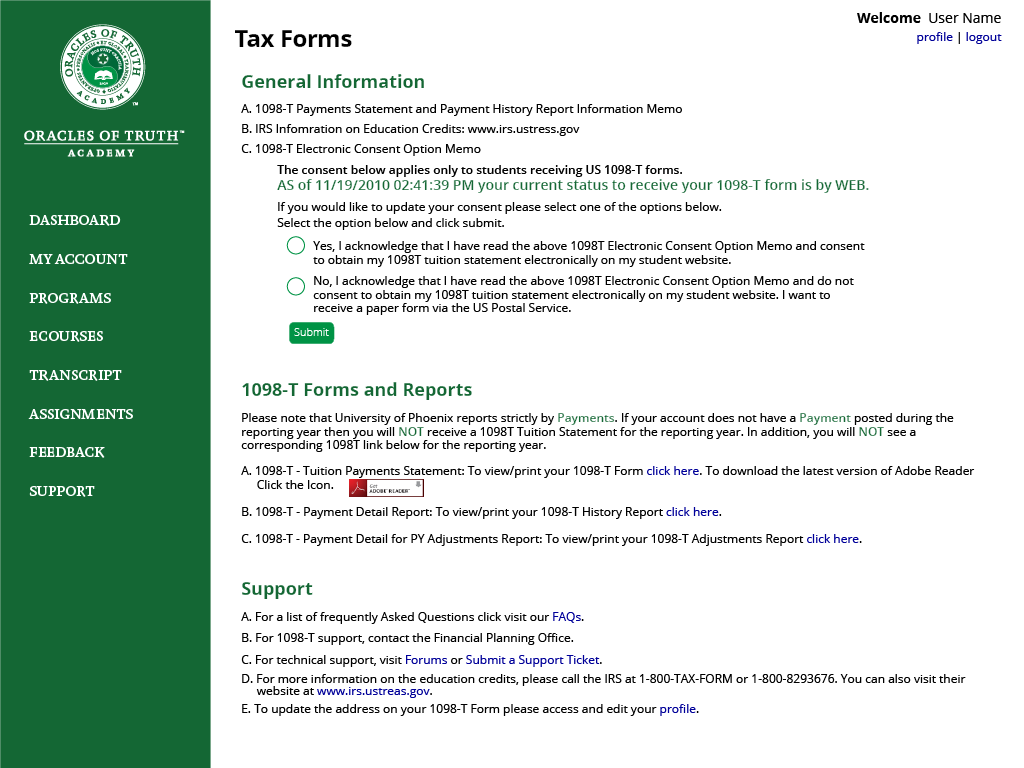 Welcome User Name
profile | logout
ORACLES OF TRUTH
ACADEMY
™
ORACLES OF TRUTH™
ACADEMY
DASHBOARD
MY ACCOUNT
PROGRAMS
ECOURSES
TRANSCRIPT
ASSIGNMENTS
FEEDBACK
SUPPORT
Tax Forms
General Information
A. 1098-T Payments Statement and Payment History Report Information Memo
B. IRS Infomration on Education Credits: www.irs.ustress.gov
C. 1098-T Electronic Consent Option Memo
The consent below applies only to students receiving US 1098-T forms.
AS of 11/19/2010 02:41:39 PM your current status to receive your 1098-T form is by WEB.
If you would like to update your consent please select one of the options below.
Select the option below and click submit.
Yes, I acknowledge that I have read the above 1098T Electronic Consent Option Memo and consent
to obtain my 1098T tuition statement electronically on my student website.
No, I acknowledge that I have read the above 1098T Electronic Consent Option Memo and do not
consent to obtain my 1098T tuition statement electronically on my student website. I want to
receive a paper form via the US Postal Service.
Submit
1098-T Forms and Reports
Please note that University of Phoenix reports strictly by Payments. If your account does not have a Payment posted during the
reporting year then you will NOT receive a 1098T Tuition Statement for the reporting year. In addition, you will NOT see a
corresponding 1098T link below for the reporting year.
A. 1098-T - Tuition Payments Statement: To view/print your 1098-T Form click here. To download the latest version of Adobe Reader
Click the Icon.
Get
ADOBE® READER®
B. 1098-T - Payment Detail Report: To view/print your 1098-T History Report click here.
C. 1098-T - Payment Detail for PY Adjustments Report: To view/print your 1098-T Adjustments Report click here.
Support
A. For a list of frequently Asked Questions click visit our FAQs.
B. For 1098-T support, contact the Financial Planning Office.
C. For technical support, visit Forums or Submit a Support Ticket.
D. For more information on the education credits, please call the IRS at 1-800-TAX-FORM or 1-800-8293676. You can also visit their
website at www.irs.ustreas.gov.
E. To update the address on your 1098-T Form please access and edit your profile.